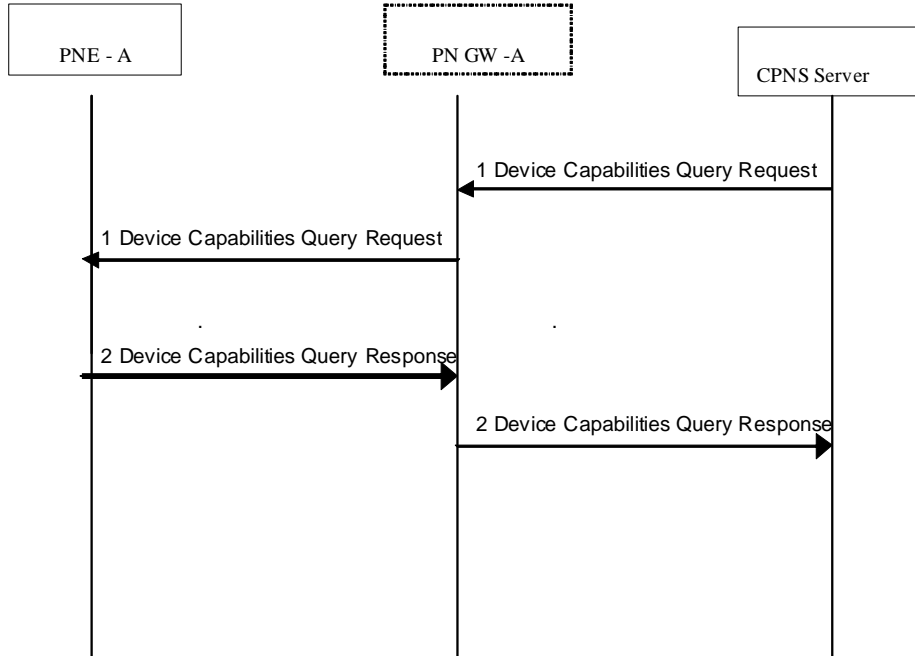 PNE - A
PN GW -A
CPNS Server
1 Device Capabilities Query Request
1 Device Capabilities Query Request
. .
2 Device Capabilities Query Response
2 Device Capabilities Query Response